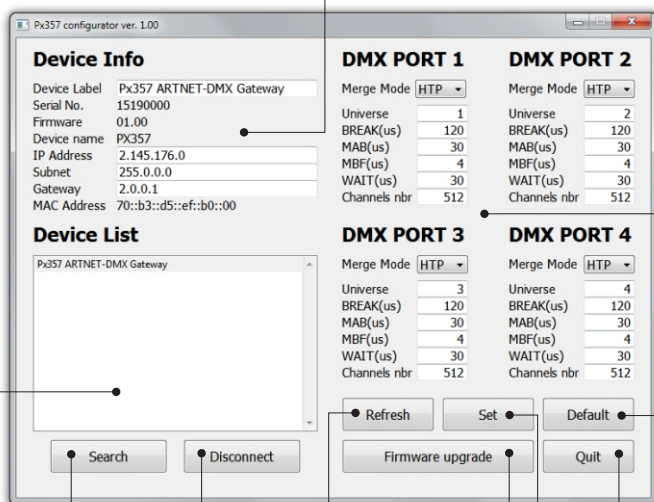 Px357 configurator ver. 1.00
Device Info
Device Label Px357 ARTNET-DMX Gateway
Serial No. 15190000
Firmware 01.00
Device name PX357
IP Address 2.145.176.0
Subnet 255.0.0.0
Gateway 2.0.0.1
MAC Address 70::b3::d5::ef::b0::00
Device List
Px357 ARTNET-DMX Gateway
Search
Disconnect
DMX PORT 1
Merge Mode HTP
Universe 1
BREAK(us) 120
MAB(us) 30
MBF(us) 4
WAIT(us) 30
Channels nbr 512
DMX PORT 2
Merge Mode HTP
Universe 2
BREAK(us) 120
MAB(us) 30
MBF(us) 4
WAIT(us) 30
Channels nbr 512
DMX PORT 3
Merge Mode HTP
Universe 3
BREAK(us) 120
MAB(us) 30
MBF(us) 4
WAIT(us) 30
Channels nbr 512
DMX PORT 4
Merge Mode HTP
Universe 4
BREAK(us) 120
MAB(us) 30
MBF(us) 4
WAIT(us) 30
Channels nbr 512
Refresh
Set
Default
Firmware upgrade
Quit